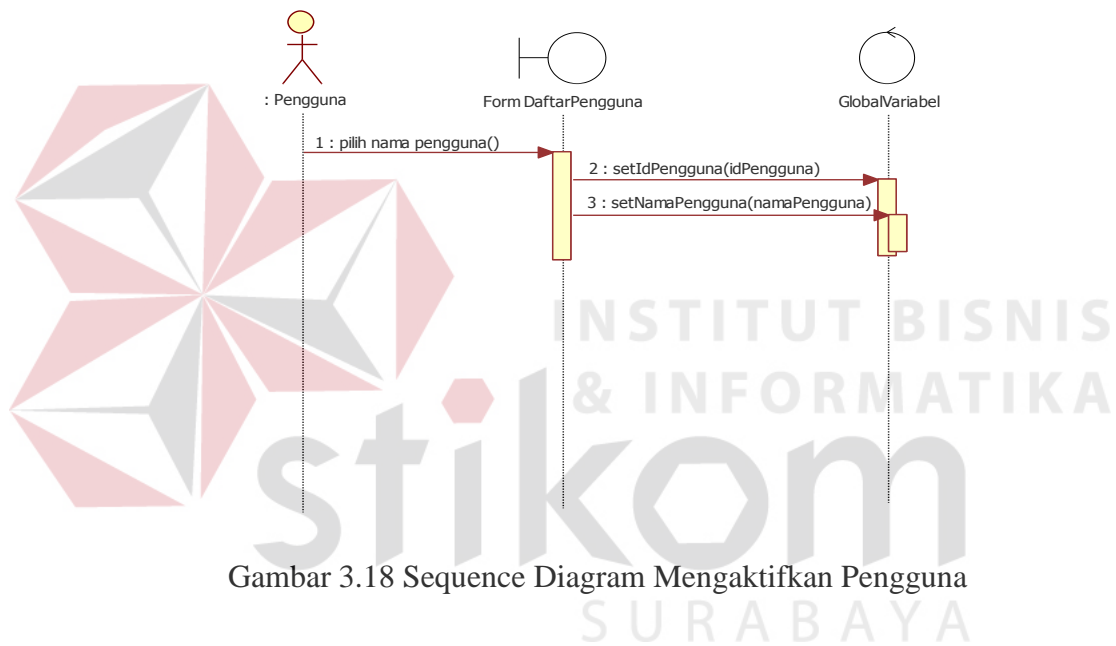 : Pengguna
Form DaftarPengguna
GlobalVariabel
1 : pilih nama pengguna()
2 : setIdPengguna(idPengguna)
3 : setNamaPengguna(namaPengguna)
INSTITUT BISNIS
& INFORMATIKA
stikom
Gambar 3.18 Sequence Diagram Mengaktifkan Pengguna
SURABAYA